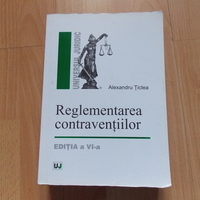 UNIVERSUL JURIDIC
Alexandru Țiclea
Reglementarea
contravențiilor
EDIȚIA a VI-a
UJ